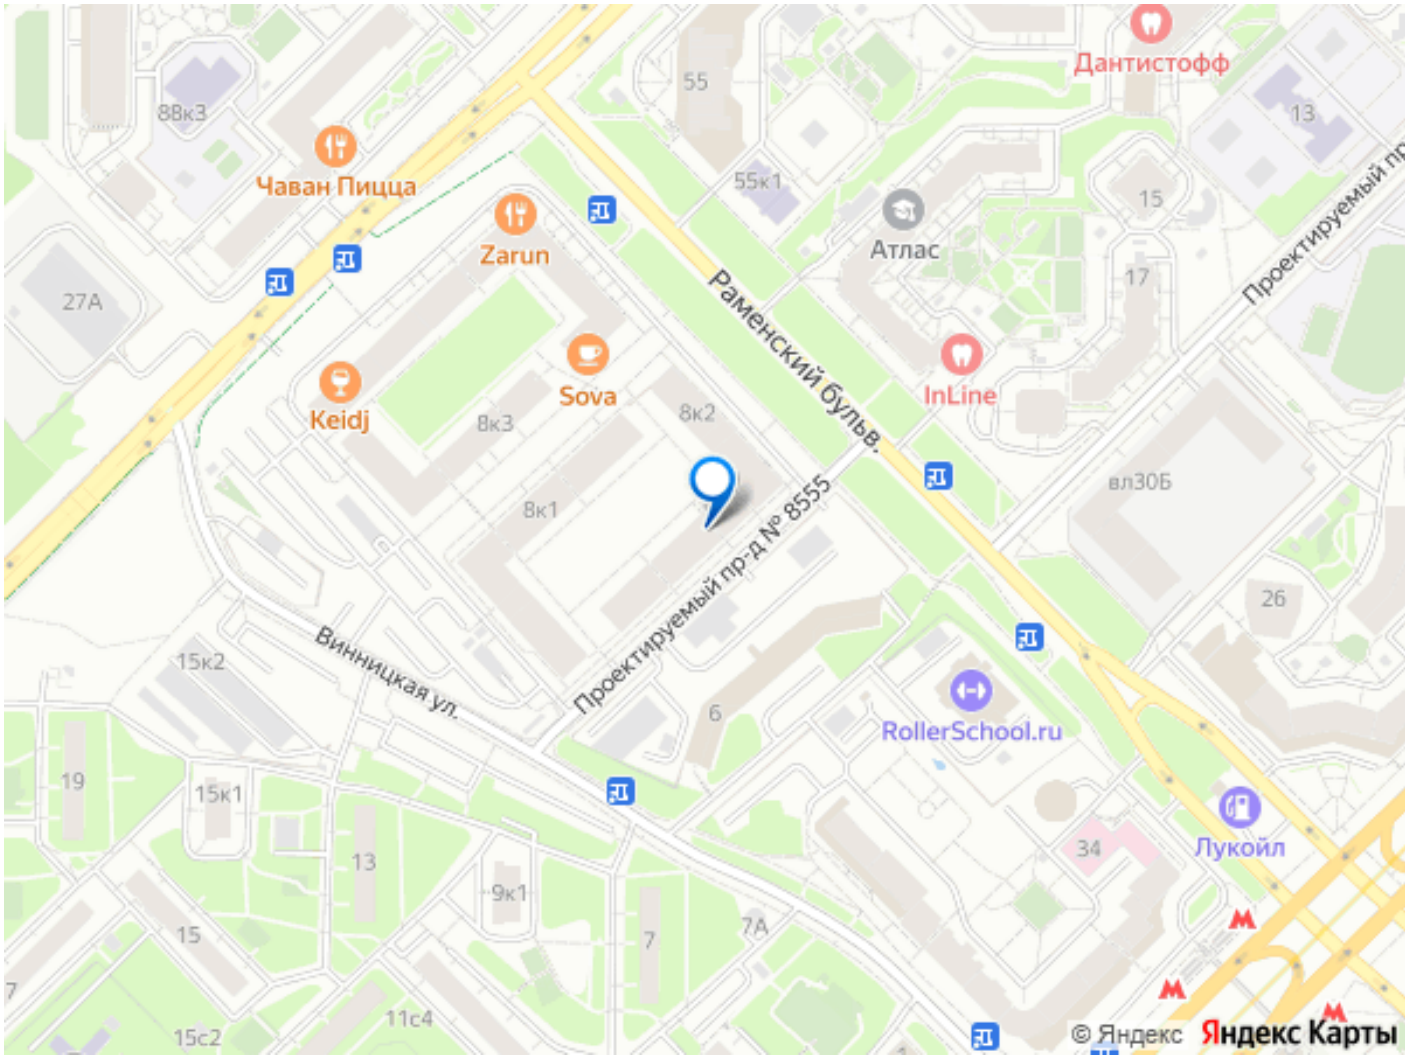 Дантистофф
55
88к3
13
Чаван Пицца
55к1
15
Zarun
Атлас
Проектируемый пр
17
27А
Раменский бульв.
Sova
InLine
Keidj
8к2
8к3
8к1
вл30Б
Проектируемый пр-д № 8555
26
Винницкая ул.
15к2
6
RollerSchool.ru
19
15к1
34
Лукойл
13
9к1
7А
15
7
7
11с4
15с2
© Яндекс Яндекс Карты